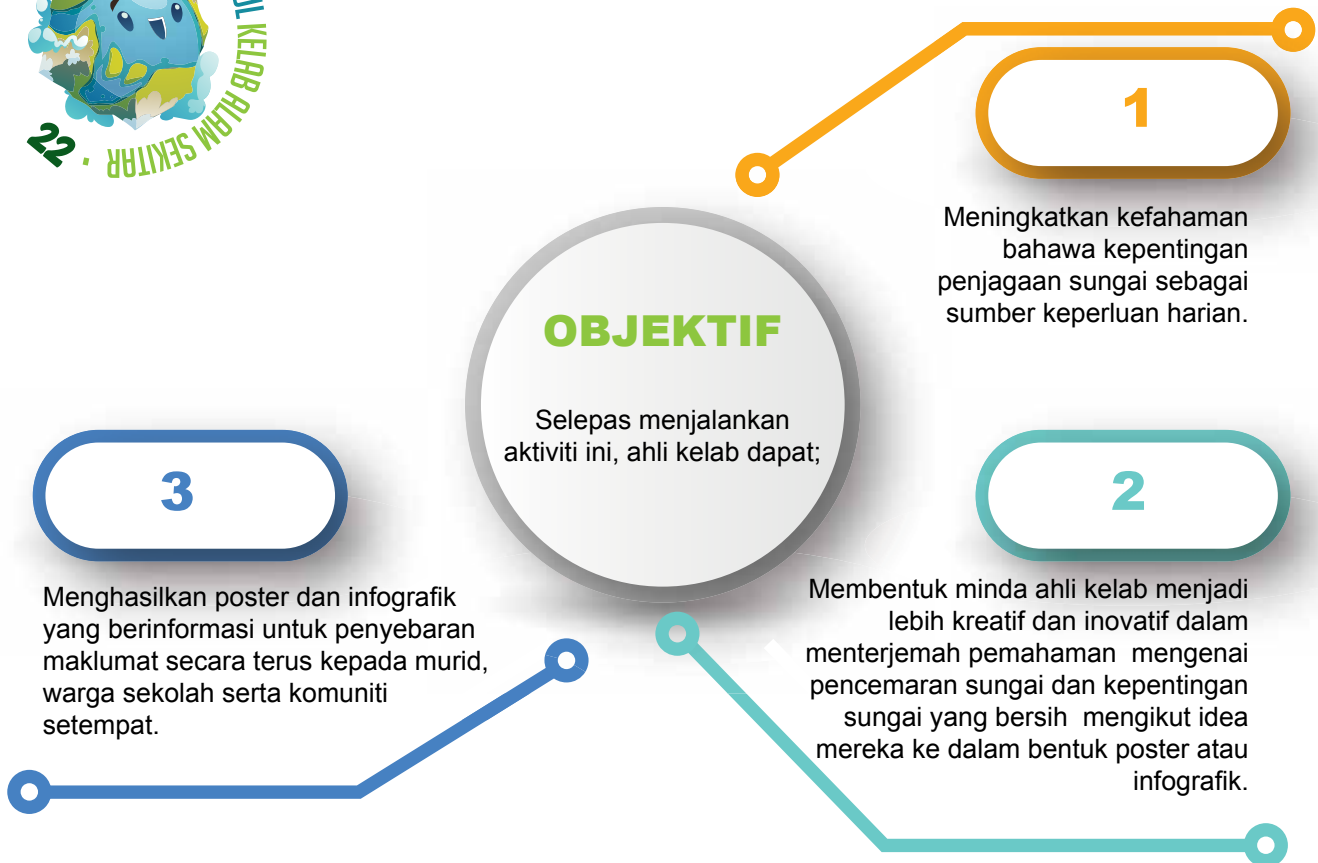 22 · UL KELAB ALAM SEKITAR
OBJEKTIF
Selepas menjalankan
aktiviti ini, ahli kelab dapat;
1
Meningkatkan kefahaman
bahawa kepentingan
penjagaan sungai sebagai
sumber keperluan harian.
2
Membentuk minda ahli kelab menjadi
lebih kreatif dan inovatif dalam
menterjemah pemahaman mengenai
pencemaran sungai dan kepentingan
sungai yang bersih mengikut idea
mereka ke dalam bentuk poster atau
infografik.
3
Menghasilkan poster dan infografik
yang berinformasi untuk penyebaran
maklumat secara terus kepada murid,
warga sekolah serta komuniti
setempat.